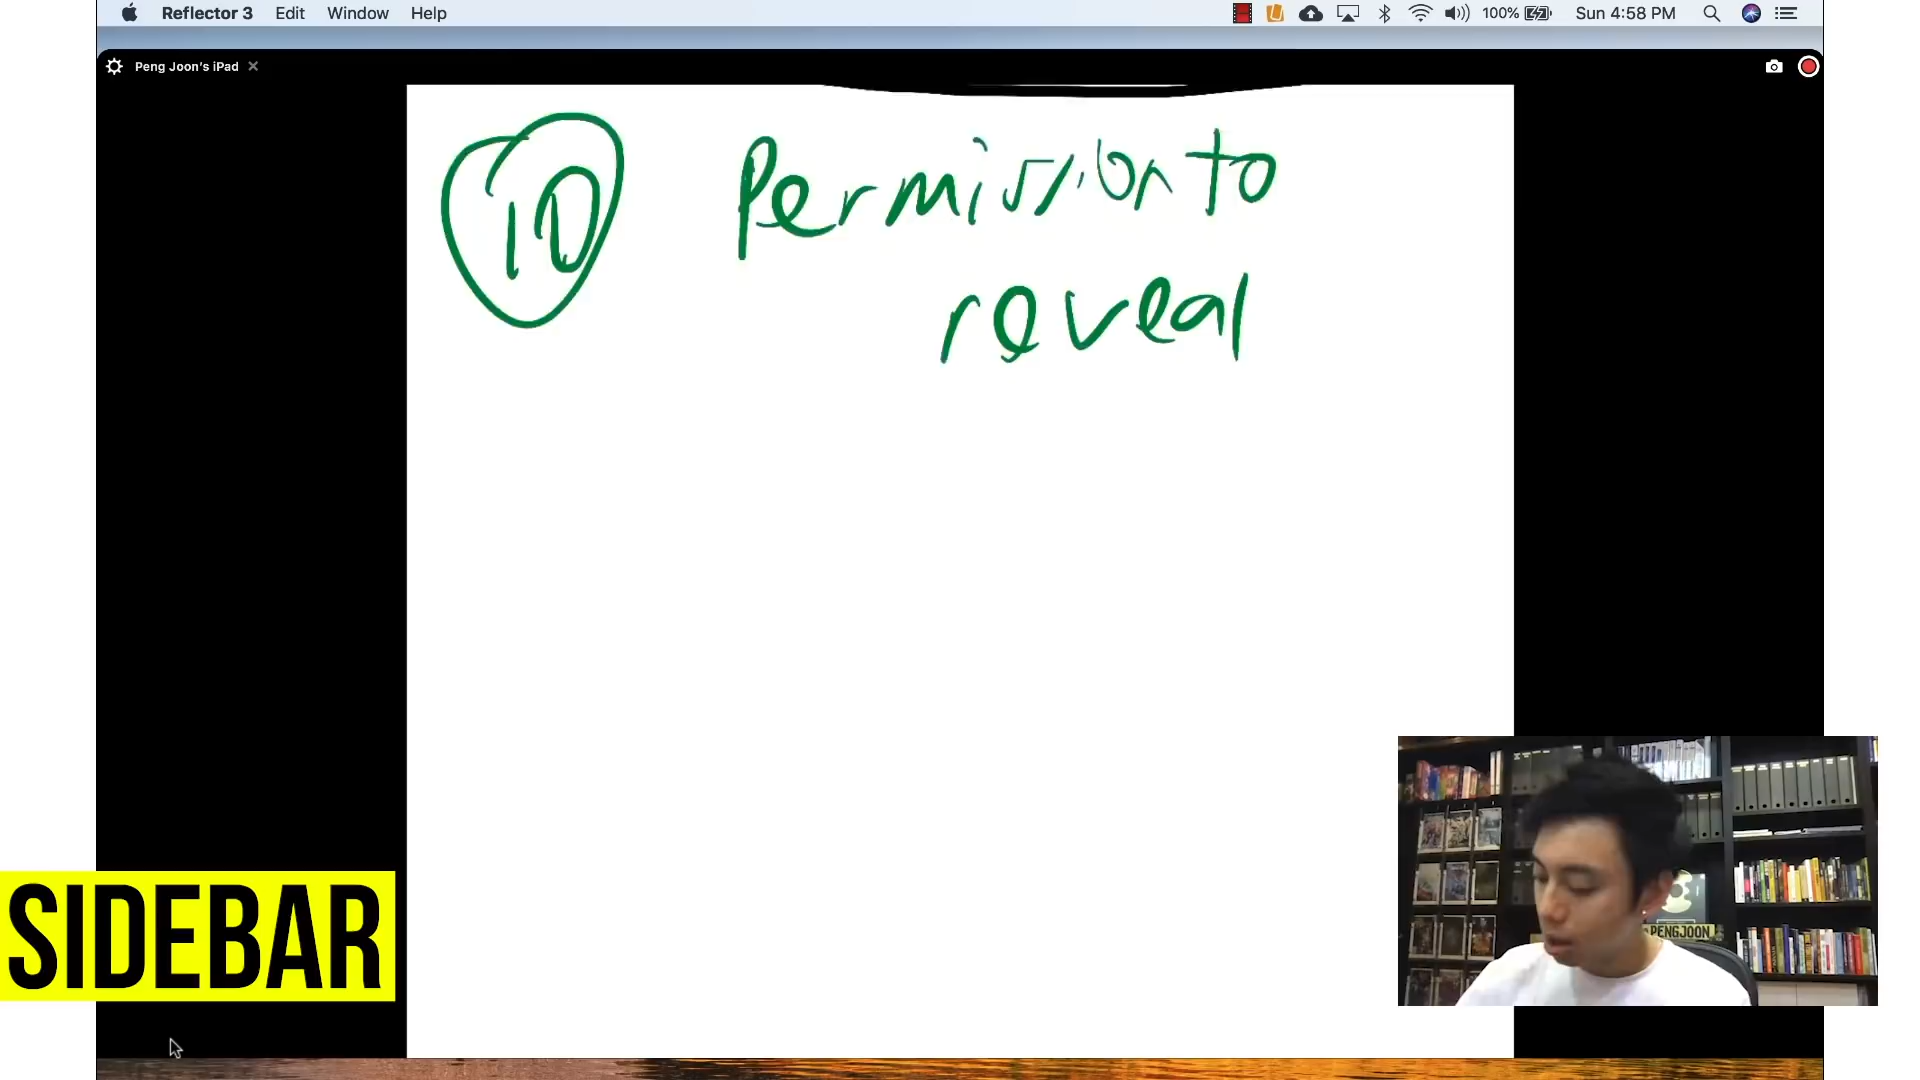 Reflector 3 Edit Window Help
100% Sun 4:58 PM
Peng Joon's iPad
10 Permission to
reveal
PENGJOON
SIDEBAR